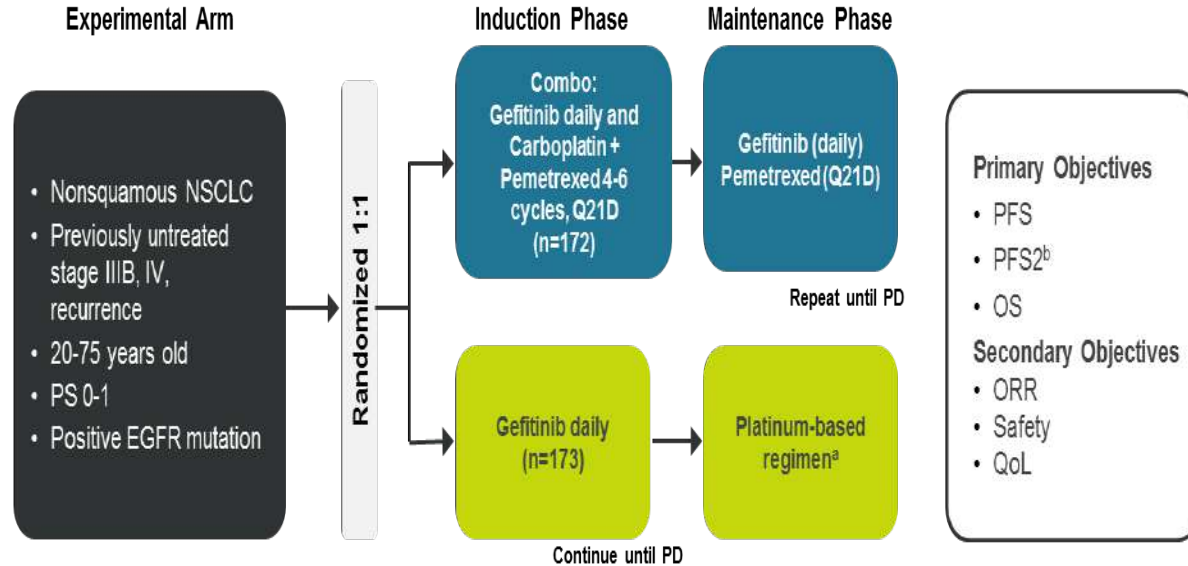 Experimental Arm
Induction Phase
Maintenance Phase
• Nonsquamous NSCLC
• Previously untreated
stage IIIB, IV,
recurrence
• 20-75 years old
• PS 0-1
• Positive EGFR mutation
Randomized 1:1
Combo:
Gefitinib daily and
Carboplatin +
Pemetrexed 4-6
cycles, Q21D
(n=172)
Gefitinib (daily)
Pemetrexed (Q21D)
Repeat until PD
Gefitinib daily
(n=173)
Platinum-based
regimenᵃ
Continue until PD
Primary Objectives
• PFS
• PFS2ᵇ
• OS
Secondary Objectives
• ORR
• Safety
• QoL